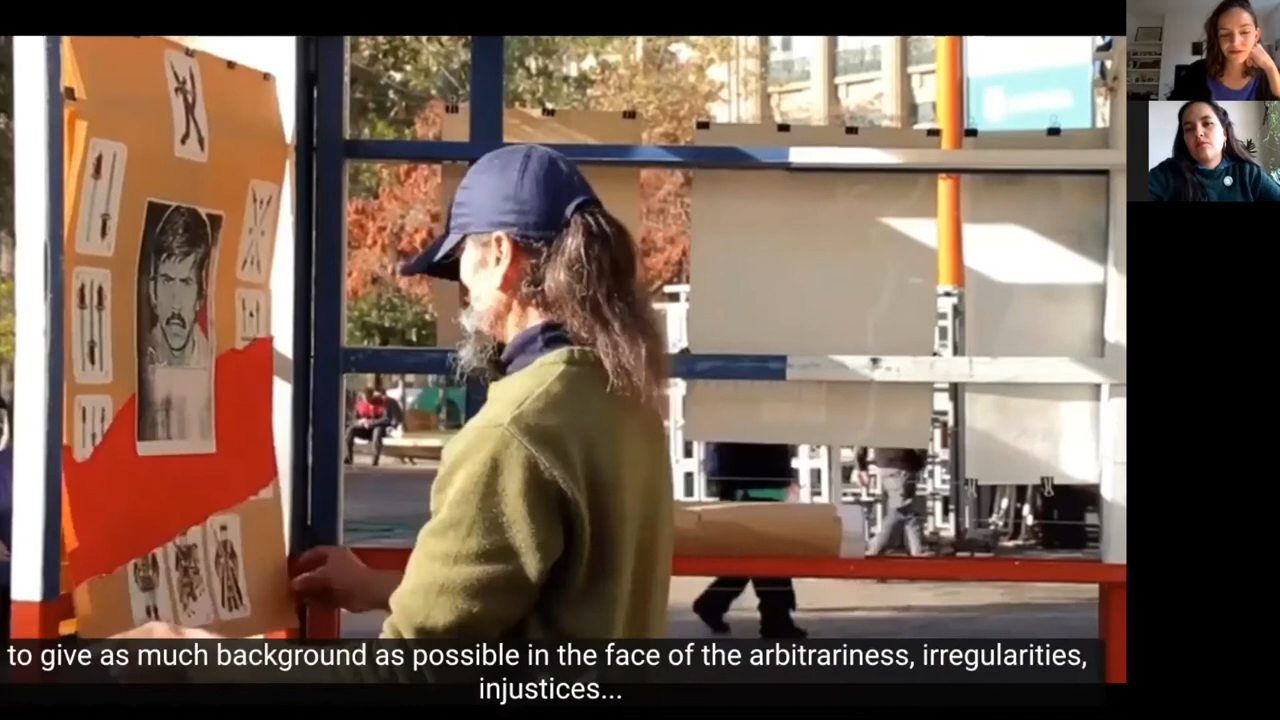 to give as much background as possible in the face of the arbitrariness, irregularities,
injustices...